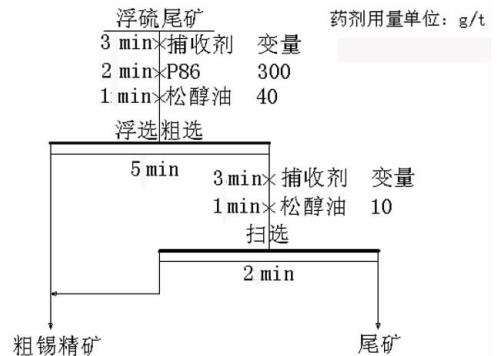 浮硫尾矿
药剂用量单位: g/t
3 min 捕收剂 变量
2 min P86 300
1 min 松醇油 40
浮选粗选
5 min
3 min 捕收剂 变量
1 min 松醇油 10
扫选
2 min
粗锡精矿
尾矿